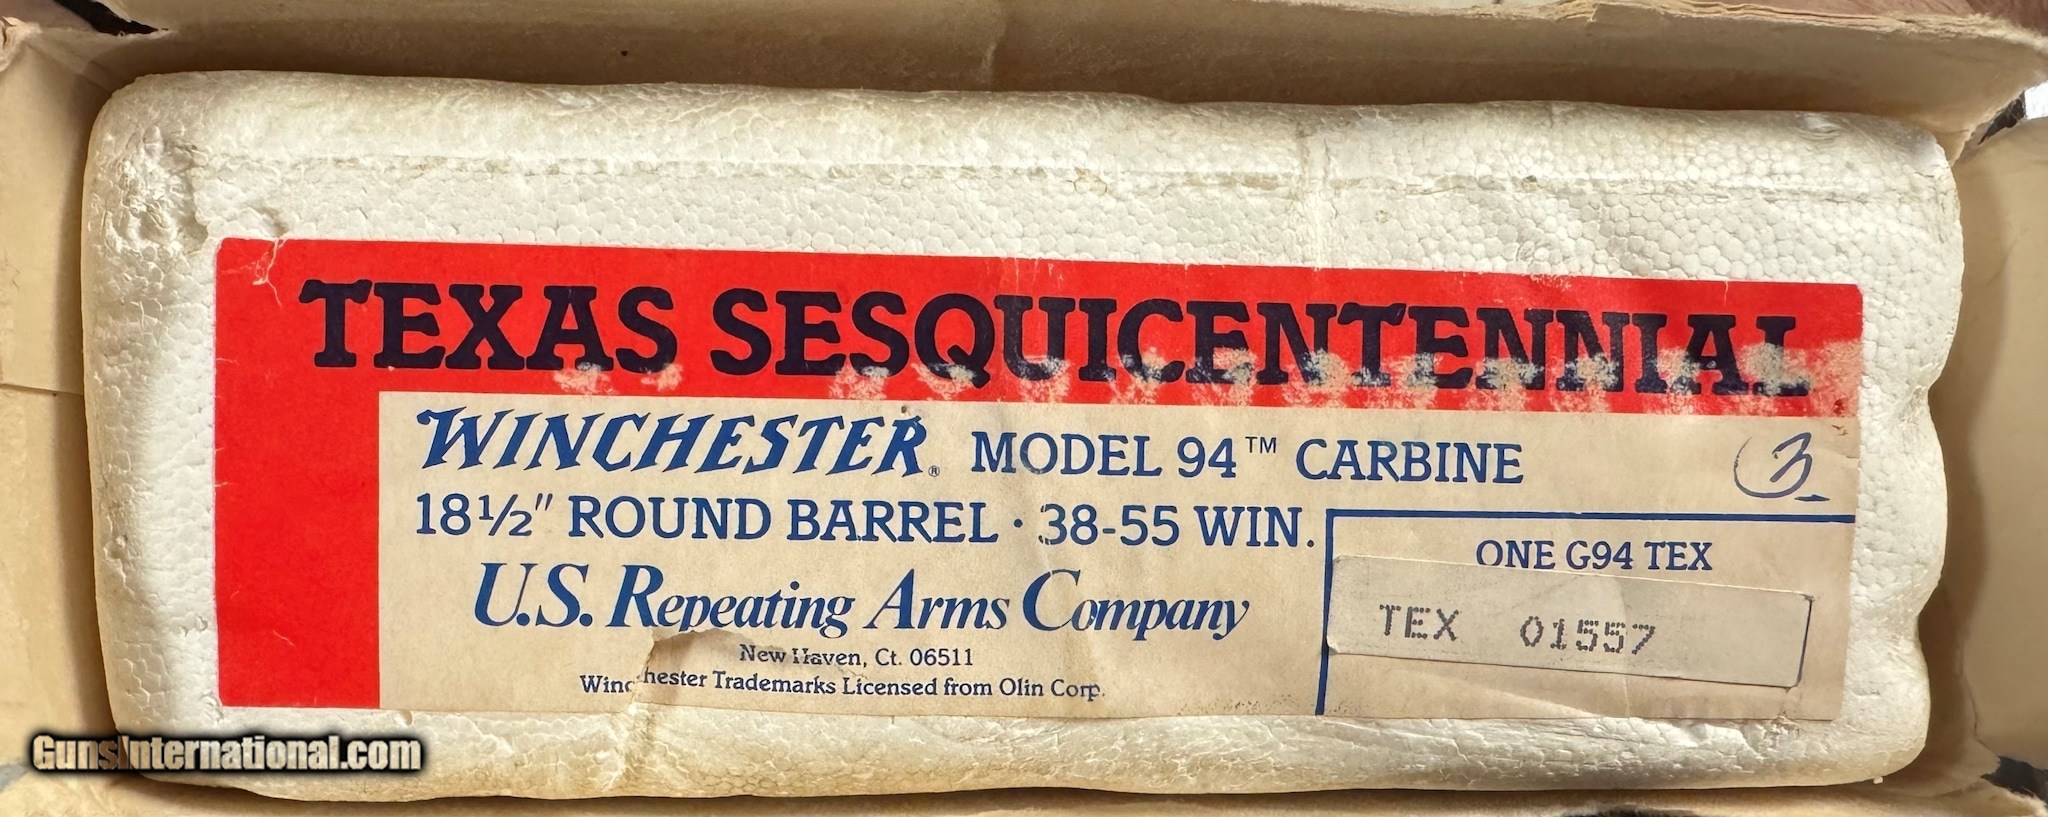 TEXAS SESQUICENTENNIAL
WINCHESTER® MODEL 94™ CARBINE
3
18½" ROUND BARREL · 38-55 WIN.
ONE G94 TEX
U.S. Repeating Arms Company
TEX 01557
New Haven, Ct. 06511
Winchester Trademarks Licensed from Olin Corp.
GunsInternational.com